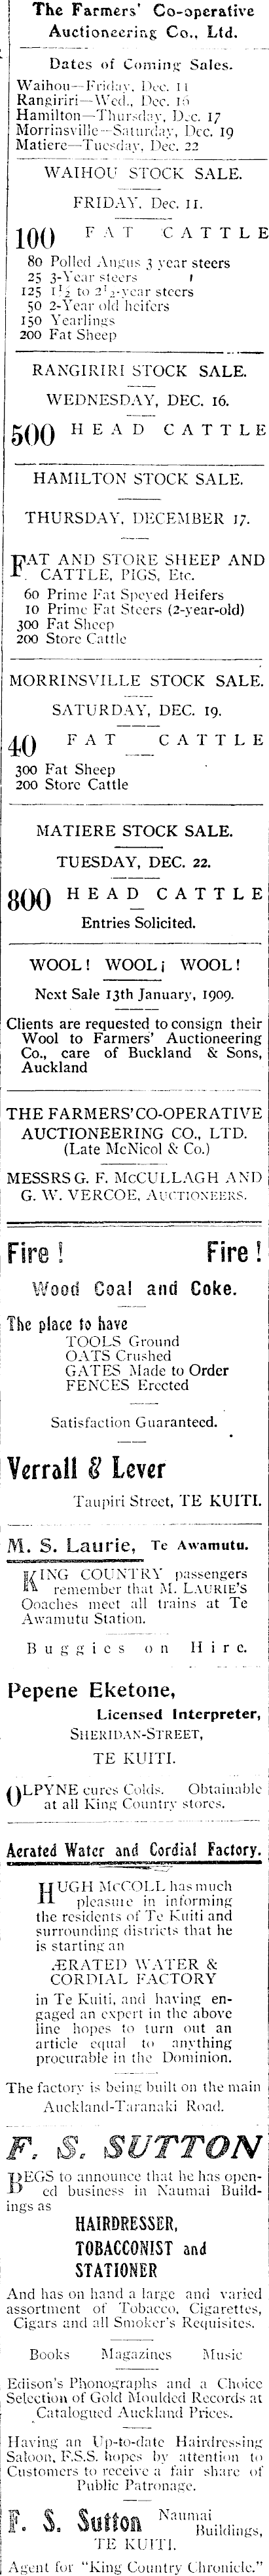 The Farmers' Co-operative
Auctioneering Co., Ltd.
Dates of Coming Sales.
Waihou—Friday, Dec. 11
Rangiriri—Wed., Dec. 16
Hamilton—Thursday, Dec. 17
Morrinsville—Saturday, Dec. 19
Matiere—Tuesday, Dec. 22
WAIHOU STOCK SALE.
FRIDAY, Dec. 11.
100 FAT CATTLE
80 Polled Angus 3 year steers
25 3-Year steers
125 1½ to 2½-year steers
50 2-Year old heifers
150 Yearlings
200 Fat Sheep
RANGIRIRI STOCK SALE.
WEDNESDAY, DEC. 16.
500 HEAD CATTLE
HAMILTON STOCK SALE.
THURSDAY, DECEMBER 17.
FAT AND STORE SHEEP AND
CATTLE, PIGS, Etc.
60 Prime Fat Speyed Heifers
10 Prime Fat Steers (2-year-old)
300 Fat Sheep
200 Store Cattle
MORRINSVILLE STOCK SALE.
SATURDAY, DEC. 19.
40 FAT CATTLE
300 Fat Sheep
200 Store Cattle
MATIERE STOCK SALE.
TUESDAY, DEC. 22.
800 HEAD CATTLE
Entries Solicited.
WOOL! WOOL¡ WOOL!
Next Sale 13th January, 1909.
Clients are requested to consign their
Wool to Farmers' Auctioneering
Co., care of Buckland & Sons,
Auckland
THE FARMERS' CO-OPERATIVE
AUCTIONEERING CO., LTD.
(Late McNicol & Co.)
MESSRS G. F. McCULLAGH AND
G. W. VERCOE, AUCTIONEERS.
Fire! Fire!
Wood Coal and Coke.
The place to have
TOOLS Ground
OATS Crushed
GATES Made to Order
FENCES Erected
Satisfaction Guaranteed.
Verrall & Lever
Taupiri Street, TE KUITI.
M. S. Laurie, Te Awamutu.
KING COUNTRY passengers
remember that M. LAURIE'S
Ooaches meet all trains at Te
Awamutu Station.
Buggies on Hire.
Pepene Eketone,
Licensed Interpreter,
SHERIDAN-STREET,
TE KUITI.
OLPYNE cures Colds. Obtainable
at all King Country stores.
Aerated Water and Cordial Factory.
HUGH McCOLL has much
pleasure in informing
the residents of Te Kuiti and
surrounding districts that he
is starting an
ÆRATED WATER &
CORDIAL FACTORY
in Te Kuiti, and having en-
gaged an expert in the above
line hopes to turn out an
article equal to anything
procurable in the Dominion.
The factory is being built on the main
Auckland-Taranaki Road.
F. S. SUTTON
BEGS to announce that he has open-
ed business in Naumai Build-
ings as
HAIRDRESSER,
TOBACCONIST and
STATIONER
And has on hand a large and varied
assortment of Tobacco, Cigarettes,
Cigars and all Smoker's Requisites.
Books Magazines Music
Edison's Phonographs and a Choice
Selection of Gold Moulded Records at
Catalogued Auckland Prices.
Having an Up-to-date Hairdressing
Saloon, F.S.S. hopes by attention to
Customers to receive a fair share of
Public Patronage.
F. S. Sutton Naumai
Buildings,
TE KUITI.
Agent for "King Country Chronicle."